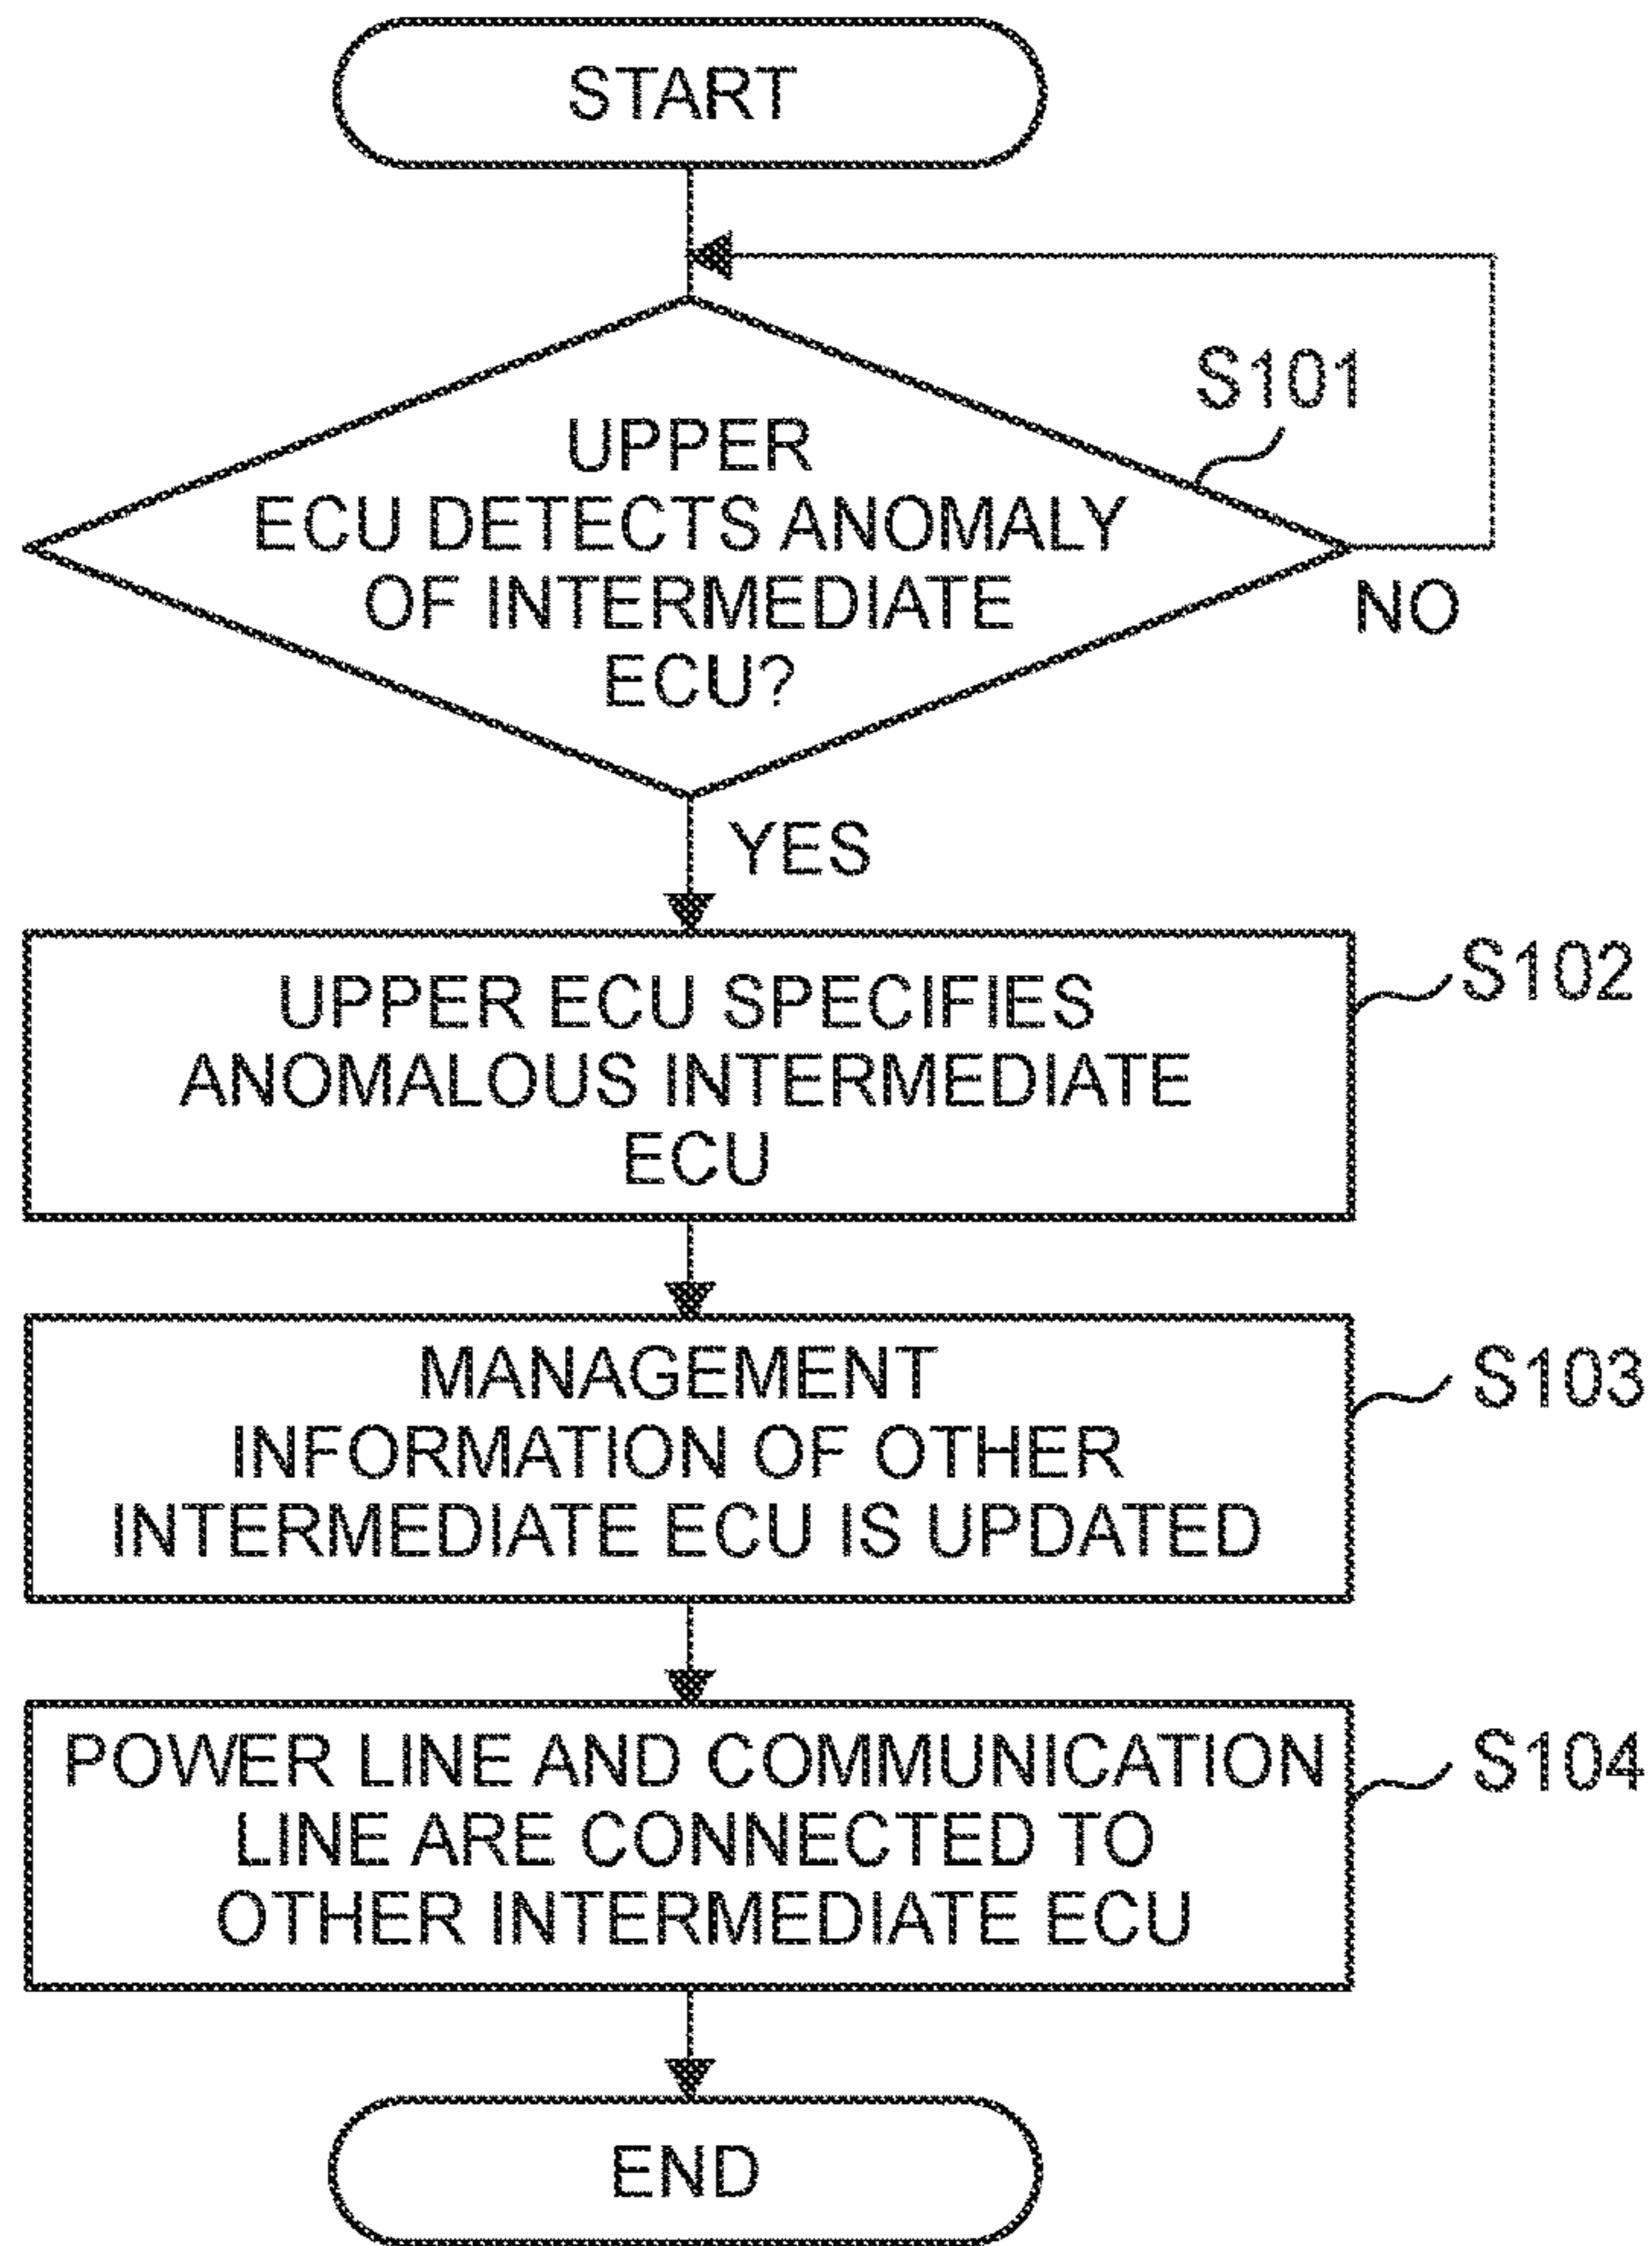 START
S101
UPPER
ECU DETECTS ANOMALY
OF INTERMEDIATE
ECU?
NO
YES
UPPER ECU SPECIFIES
ANOMALOUS INTERMEDIATE
ECU
S102
MANAGEMENT
INFORMATION OF OTHER
INTERMEDIATE ECU IS UPDATED
S103
POWER LINE AND COMMUNICATION
LINE ARE CONNECTED TO
OTHER INTERMEDIATE ECU
S104
END